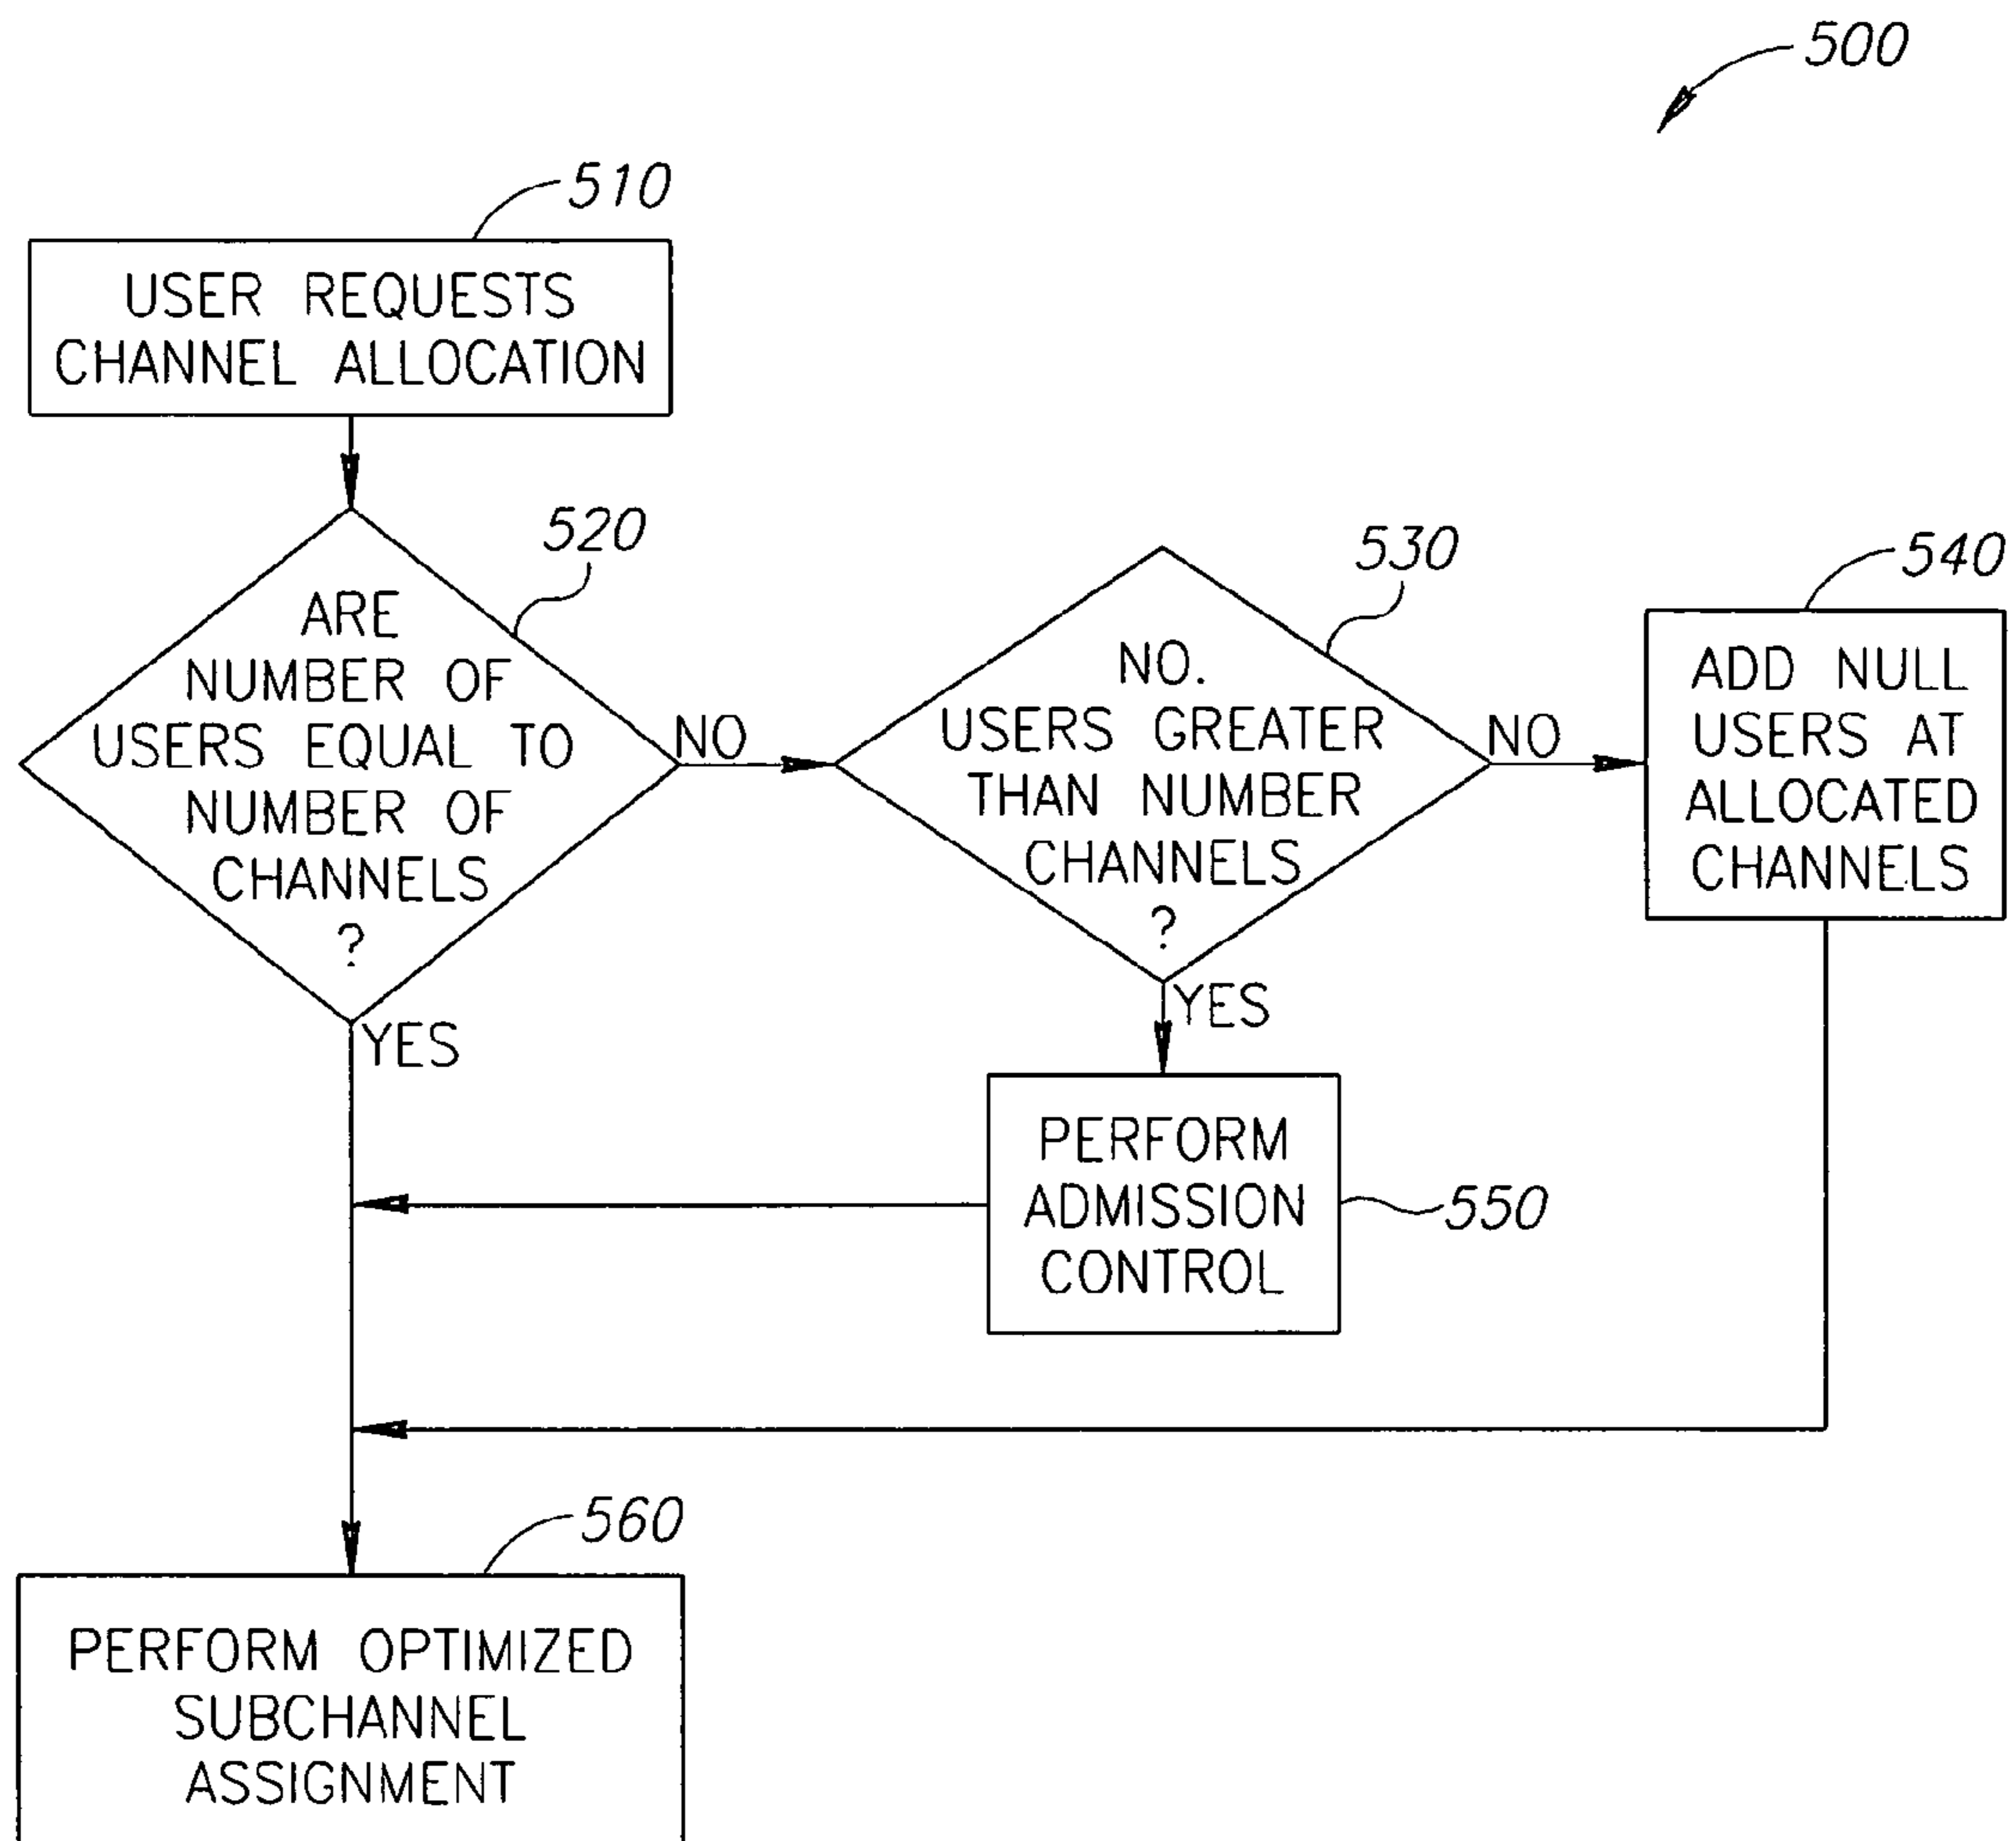 500
510
USER REQUESTS
CHANNEL ALLOCATION
520
ARE
NUMBER OF
USERS EQUAL TO
NUMBER OF
CHANNELS
?
NO
YES
530
NO.
USERS GREATER
THAN NUMBER
CHANNELS
?
NO
YES
540
ADD NULL
USERS AT
ALLOCATED
CHANNELS
PERFORM
ADMISSION
CONTROL
550
560
PERFORM OPTIMIZED
SUBCHANNEL
ASSIGNMENT